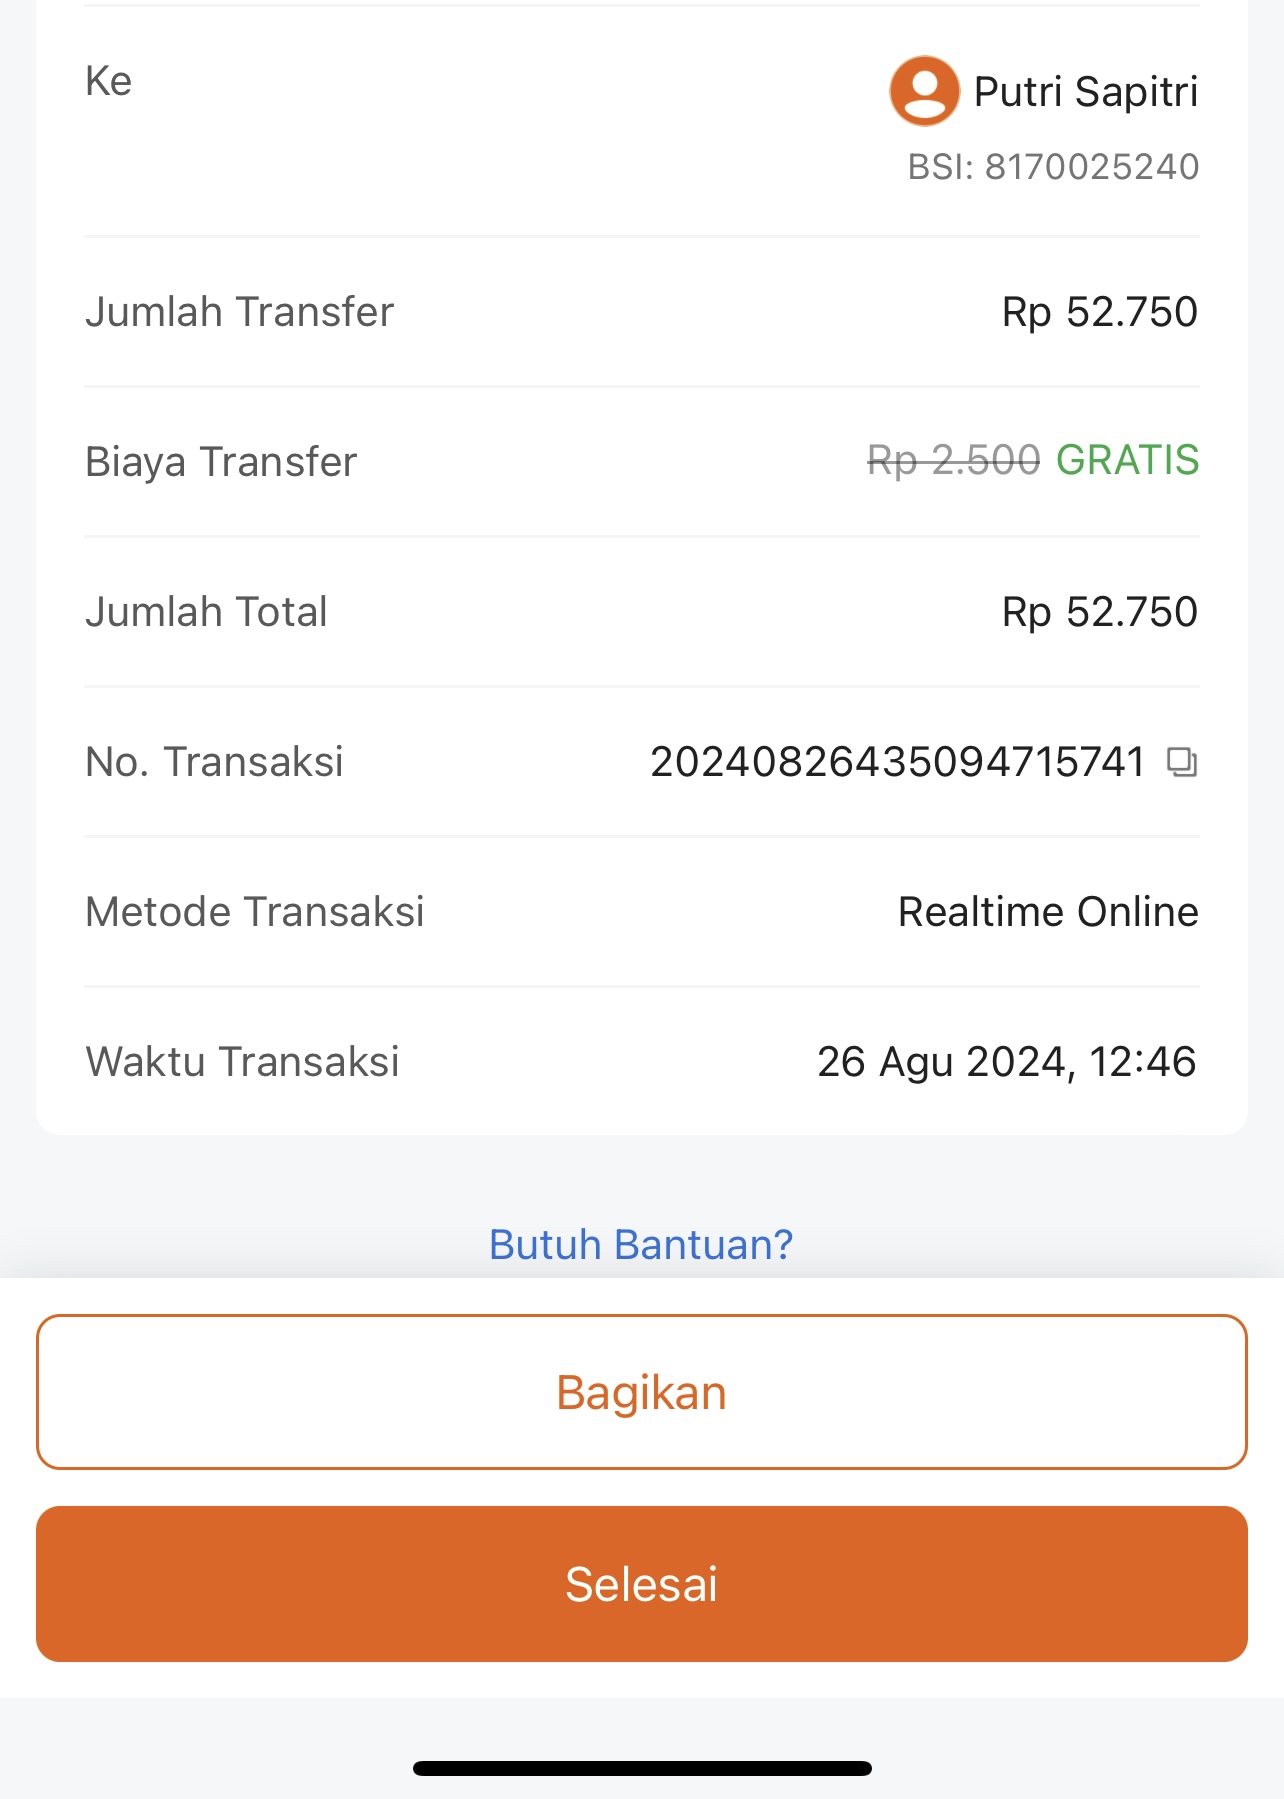 Ke
Putri Sapitri
BSI: 8170025240
Jumlah Transfer
Rp 52.750
Biaya Transfer
Rp 2.500 GRATIS
Jumlah Total
Rp 52.750
No. Transaksi
20240826435094715741
Metode Transaksi
Realtime Online
Waktu Transaksi
26 Agu 2024, 12:46
Butuh Bantuan?
Bagikan
Selesai